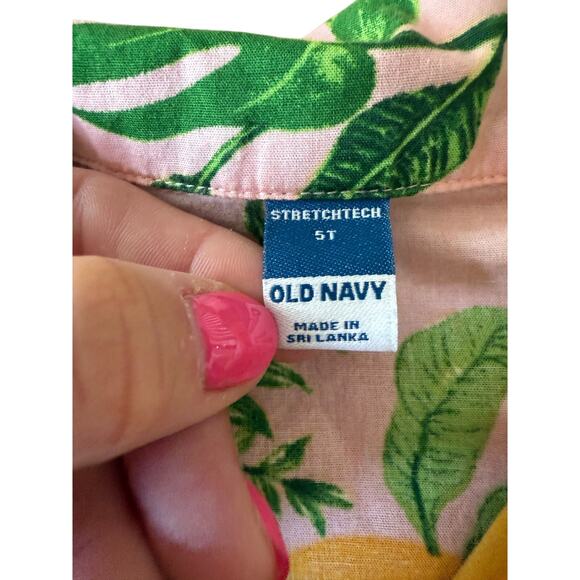 STRETCHTECH
5T
OLD NAVY
MADE IN
SRI LANKA